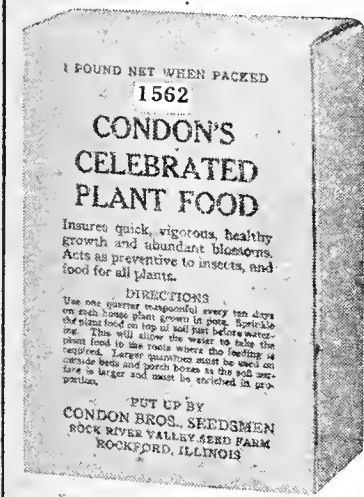 1 POUND NET WHEN PACKED
1562
CONDON'S
CELEBRATED
PLANT FOOD
Insures quick, vigorous, healthy
growth and abundant blossoms.
Acts as preventive to insects, and
food for all plants.
DIRECTIONS
Use one quarter teaspoonful every ten days
on each house plant grown in pots. Sprinkle
the plant food on top of soil just before water-
ing. This will allow the water to take the
plant food to the roots where the feeding is
required. Larger quantities must be used on
outside beds and porch boxes as the soil sur-
face is larger and must be enriched in pro-
portion.
PUT UP BY
CONDON BROS., SEEDSMEN
ROCK RIVER VALLEY SEED FARM
ROCKFORD, ILLINOIS